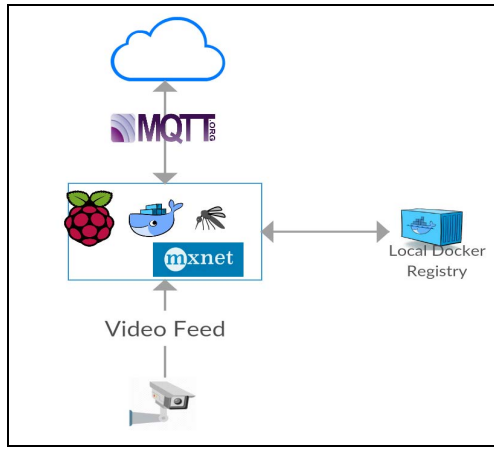 MQTT.ORG
mxnet
Local Docker
Registry
Video Feed